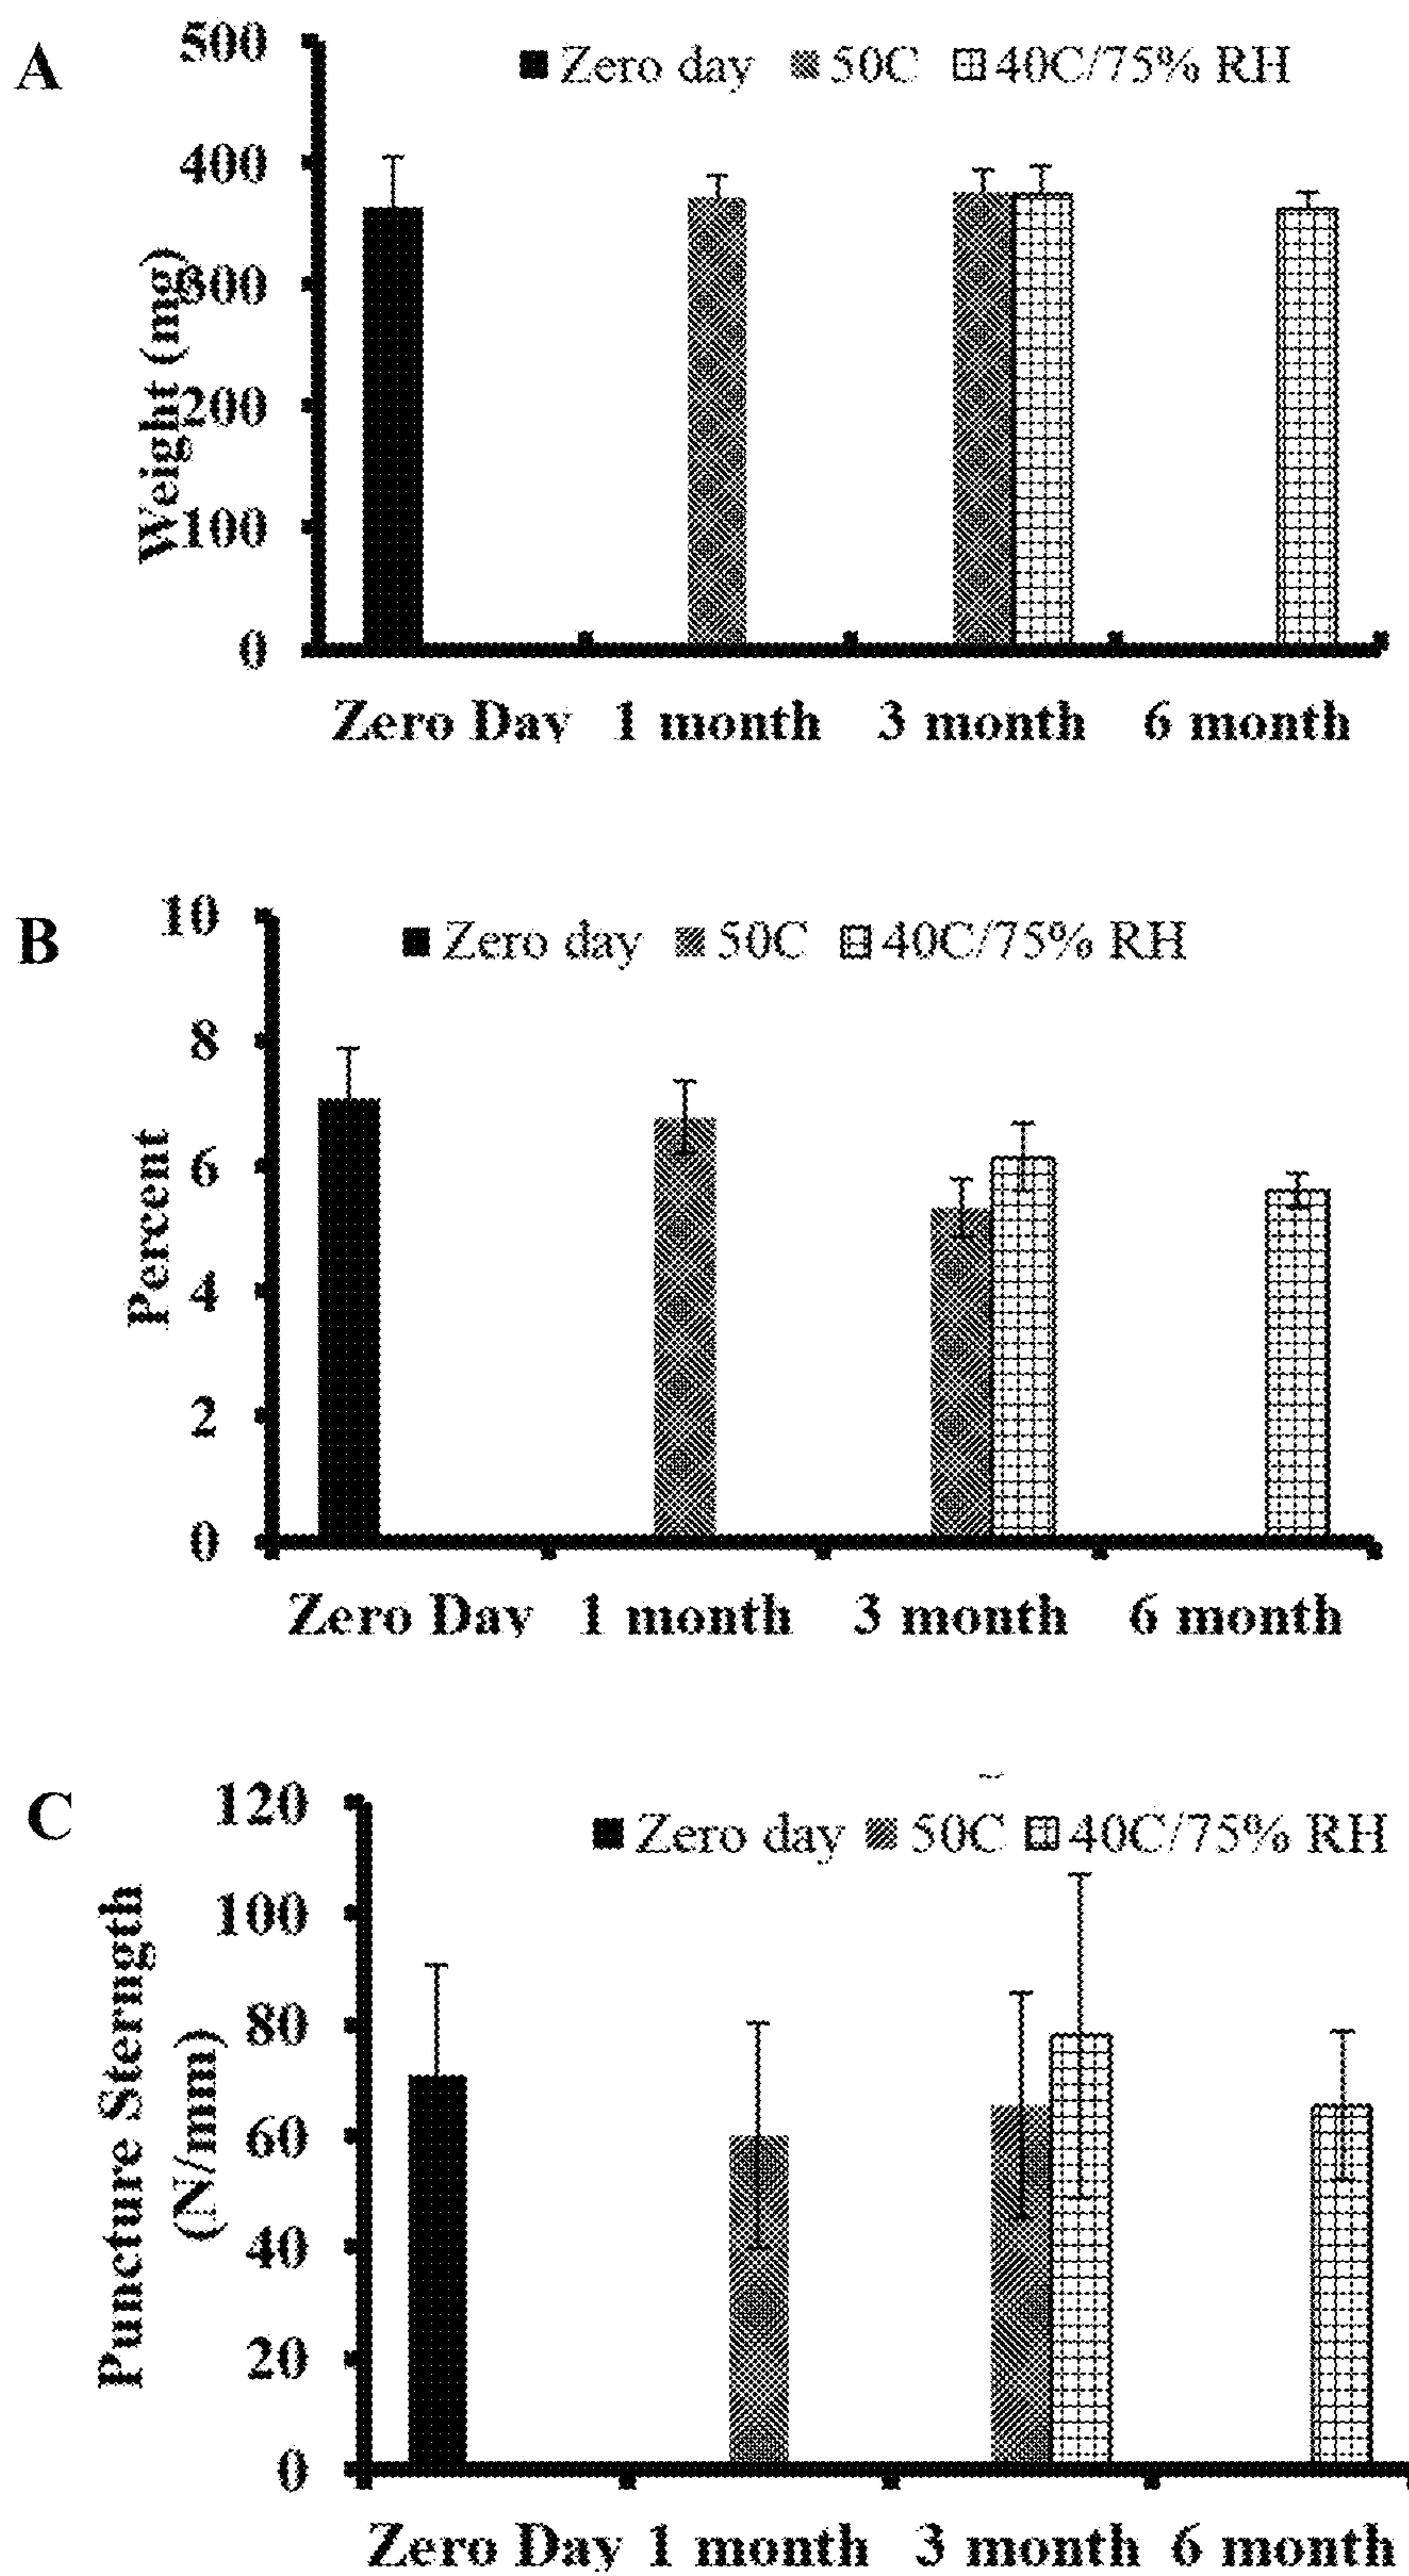 A
500
Zero day 50C 40C/75% RH
400
300
200
100
0
Weight (mg)
Zero Day 1 month 3 month 6 month
B
10
Zero day 50C 40C/75% RH
8
6
4
2
0
Percent
Zero Day 1 month 3 month 6 month
C
120
Zero day 50C 40C/75% RH
100
80
60
40
20
0
Puncture Sterngth
(N/mm)
Zero Day 1 month 3 month 6 month